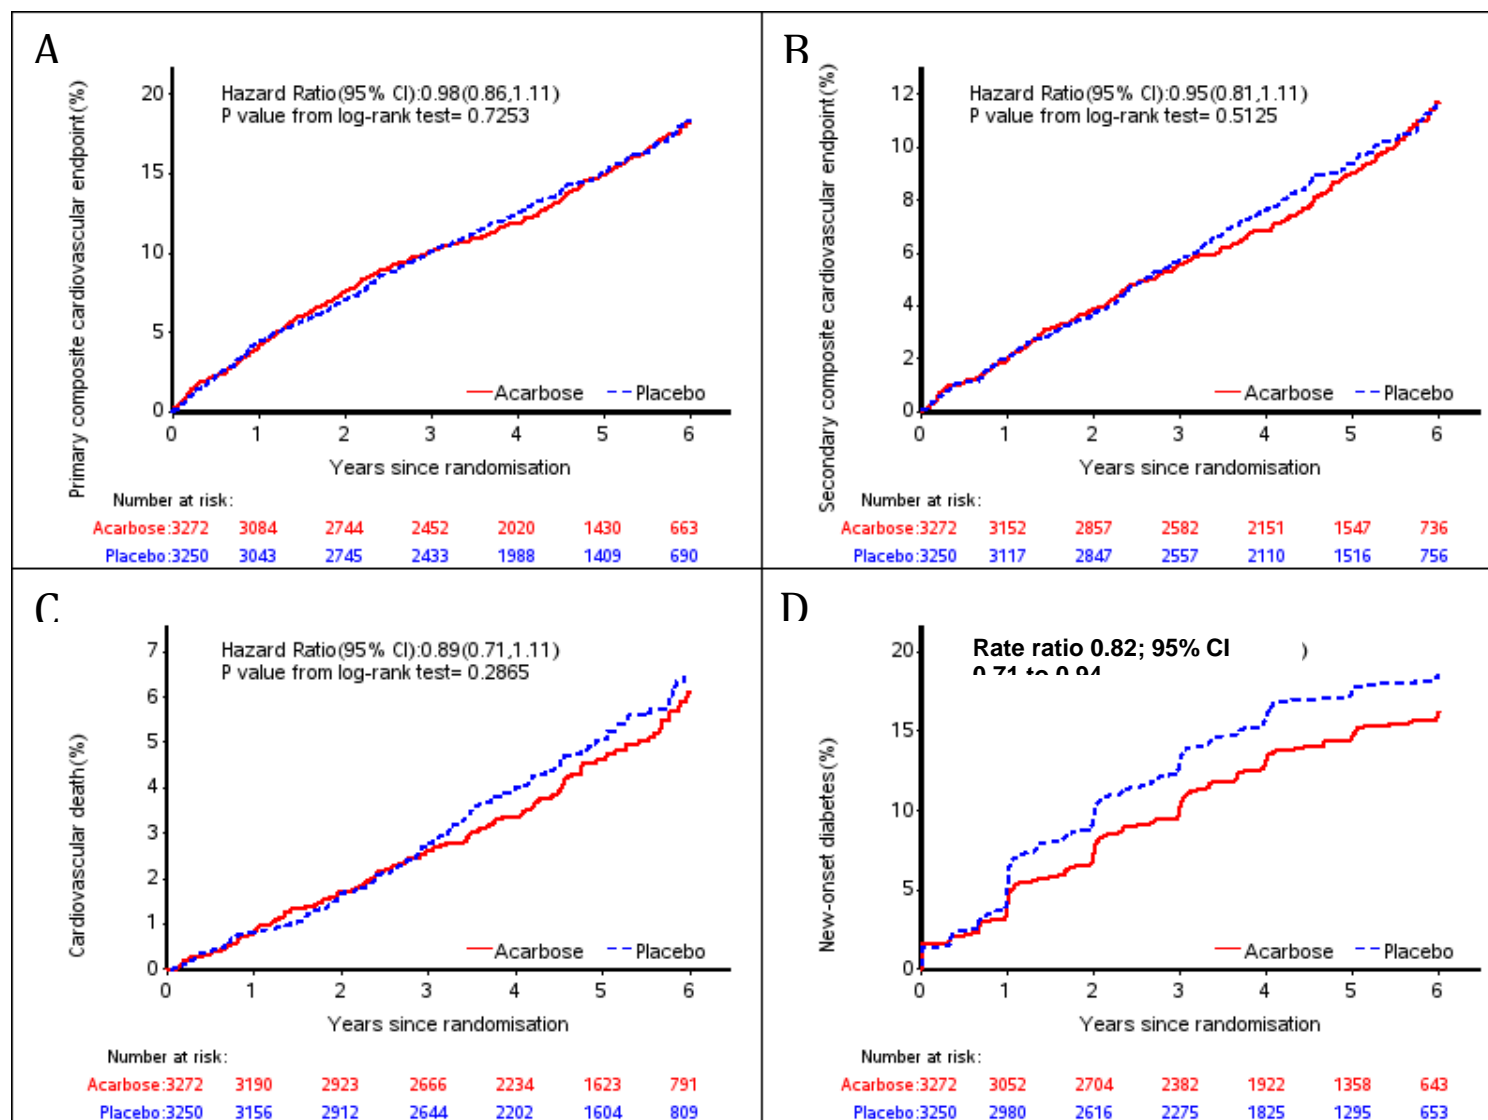 A
Primary composite cardiovascular endpoint(%)
20
15
10
5
0
Hazard Ratio(95% CI):0.98(0.86,1.11)
P value from log-rank test= 0.7253
Acarbose Placebo
0 1 2 3 4 5 6
Years since randomisation
Number at risk:
Acarbose:3272 3084 2744 2452 2020 1430 663
Placebo:3250 3043 2745 2433 1988 1409 690
B
Secondary composite cardiovascular endpoint(%)
12
10
8
6
4
2
0
Hazard Ratio(95% CI):0.95(0.81,1.11)
P value from log-rank test= 0.5125
Acarbose Placebo
0 1 2 3 4 5 6
Years since randomisation
Number at risk:
Acarbose:3272 3152 2857 2582 2151 1547 736
Placebo:3250 3117 2847 2557 2110 1516 756
C
Cardiovascular death(%)
7
6
5
4
3
2
1
0
Hazard Ratio(95% CI):0.89(0.71,1.11)
P value from log-rank test= 0.2865
Acarbose Placebo
0 1 2 3 4 5 6
Years since randomisation
Number at risk:
Acarbose:3272 3190 2923 2666 2234 1623 791
Placebo:3250 3156 2912 2644 2202 1604 809
D
New-onset diabetes(%)
20
15
10
5
0
Rate ratio 0.82; 95% CI )
0.71 to 0.94
Acarbose Placebo
0 1 2 3 4 5 6
Years since randomisation
Number at risk:
Acarbose:3272 3052 2704 2382 1922 1358 643
Placebo:3250 2980 2616 2275 1825 1295 653